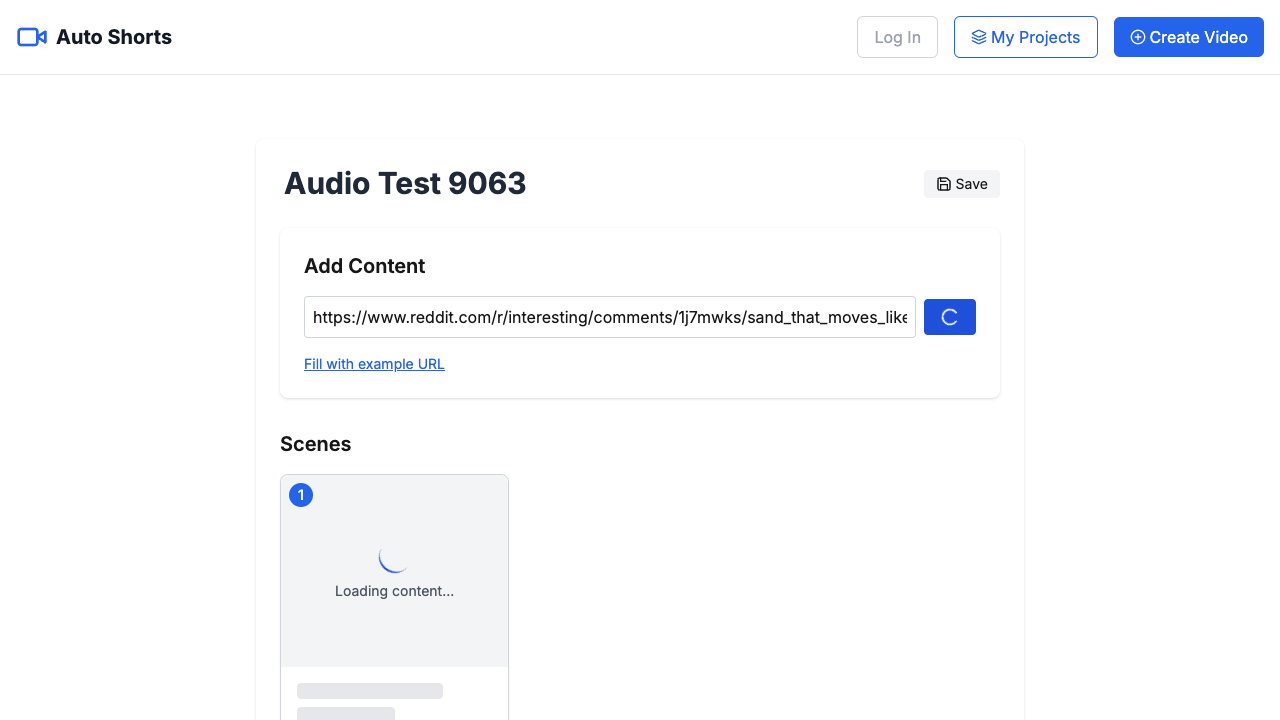 Auto Shorts
Log In
My Projects
Create Video
Audio Test 9063
Save
Add Content
https://www.reddit.com/r/interesting/comments/1j7mwks/sand_that_moves_like
Fill with example URL
Scenes
1
Loading content...